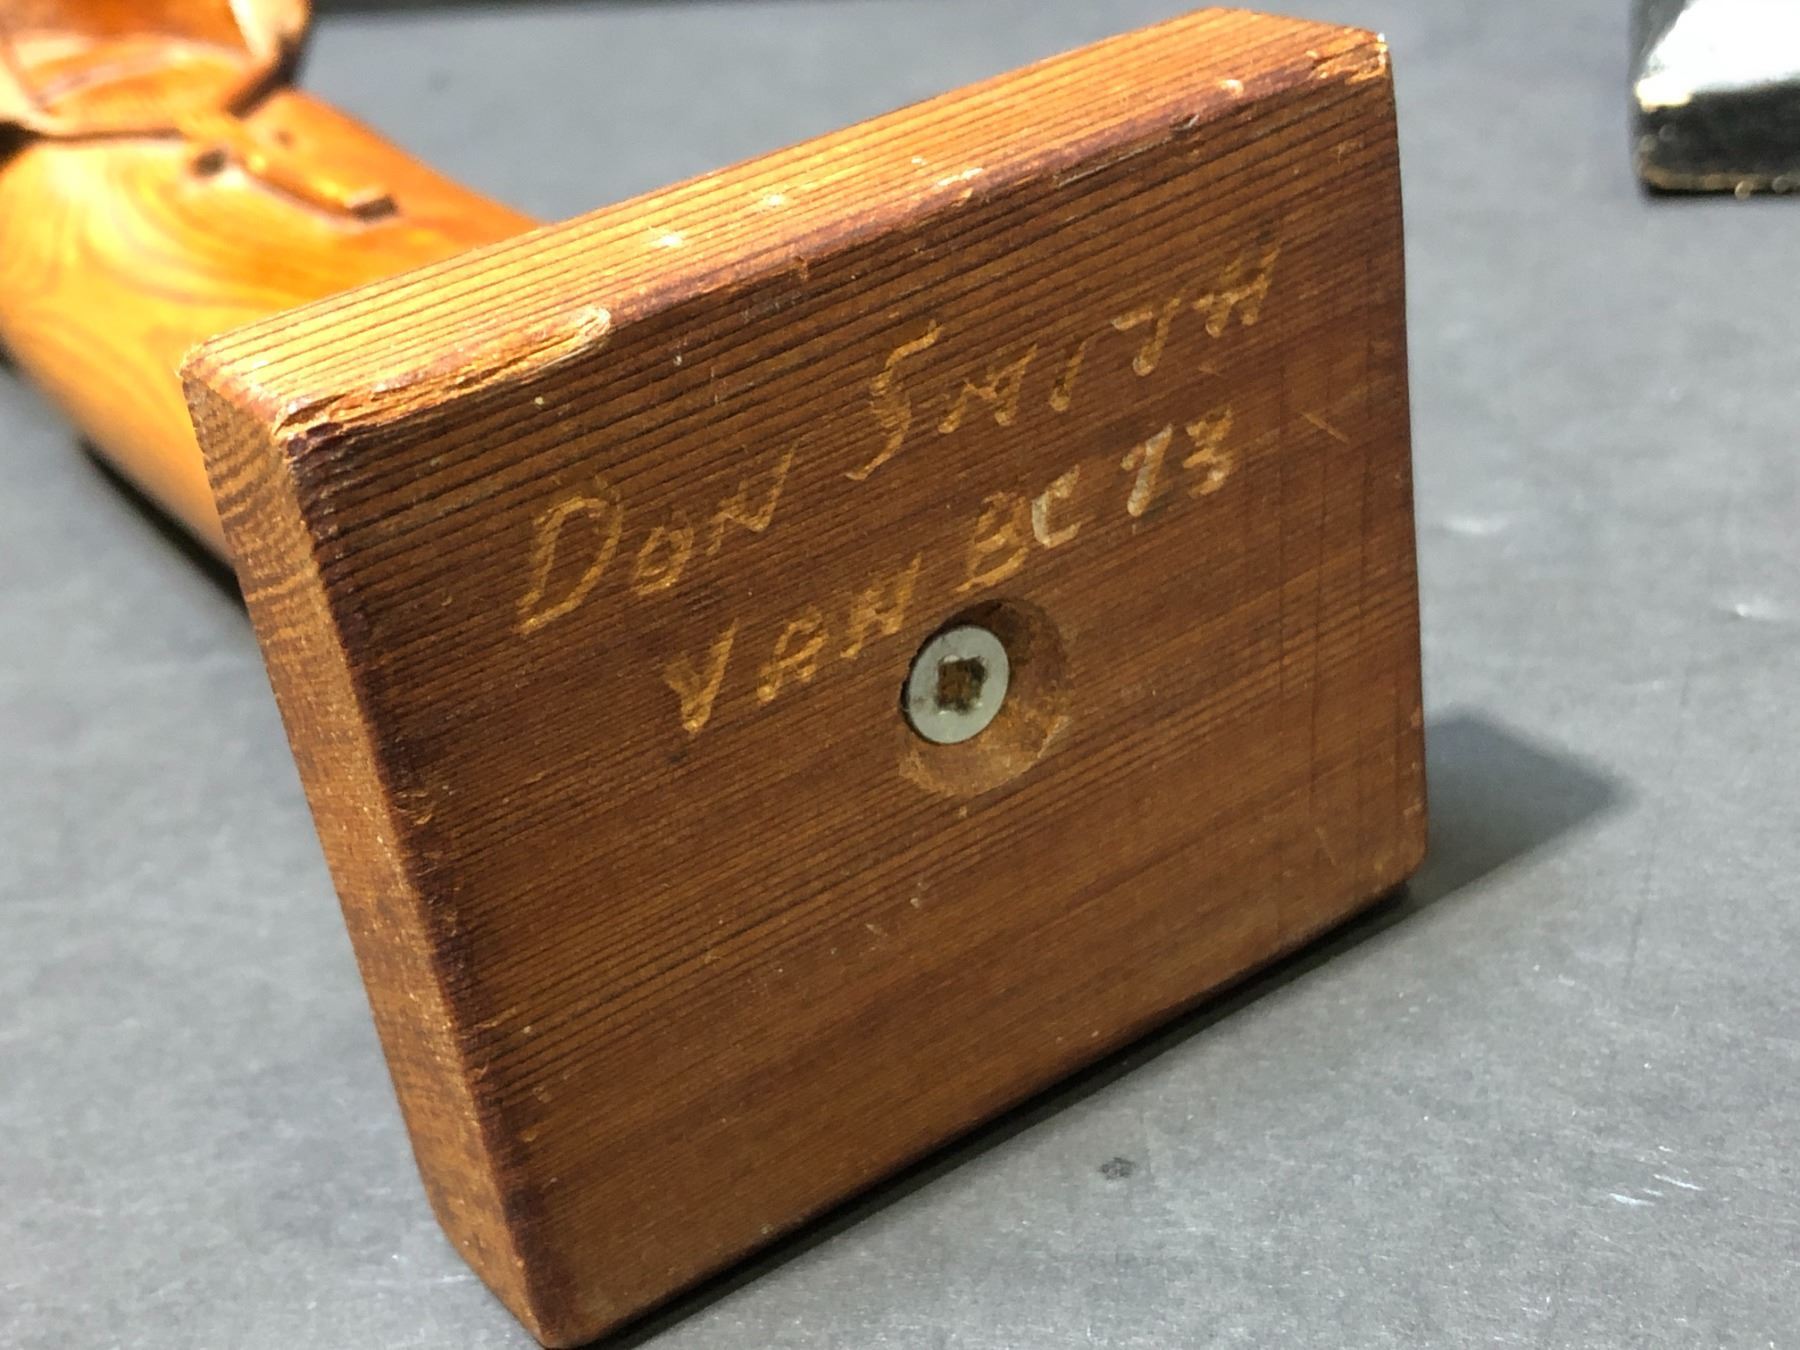 DON SMITH
VAN BC 73